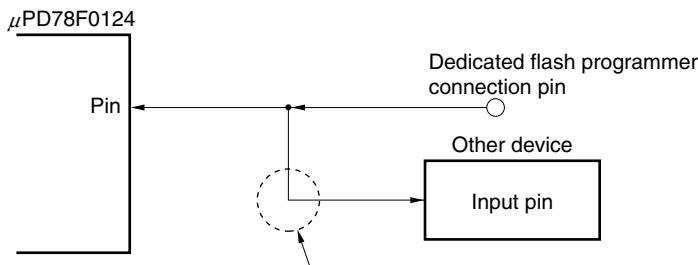 μPD78F0124
Dedicated flash programmer
connection pin
Pin
Other device
Input pin